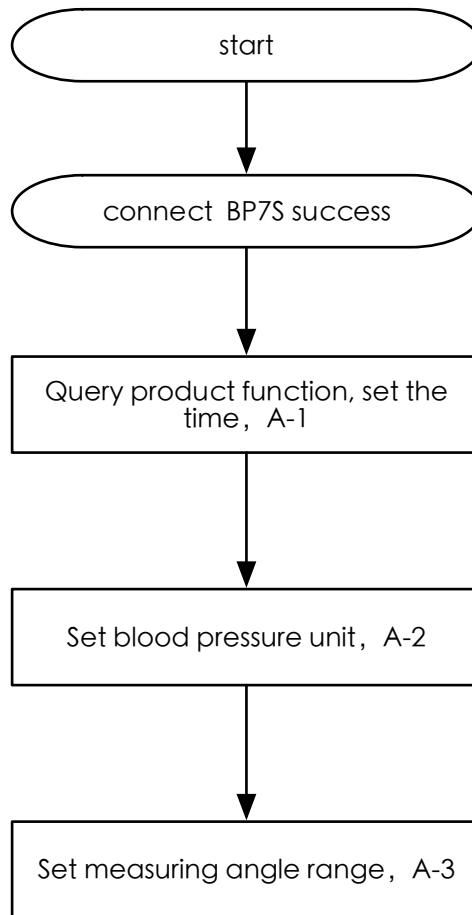 start
connect BP7S success
Query product function, set the
time，A-1
Set blood pressure unit，A-2
Set measuring angle range，A-3